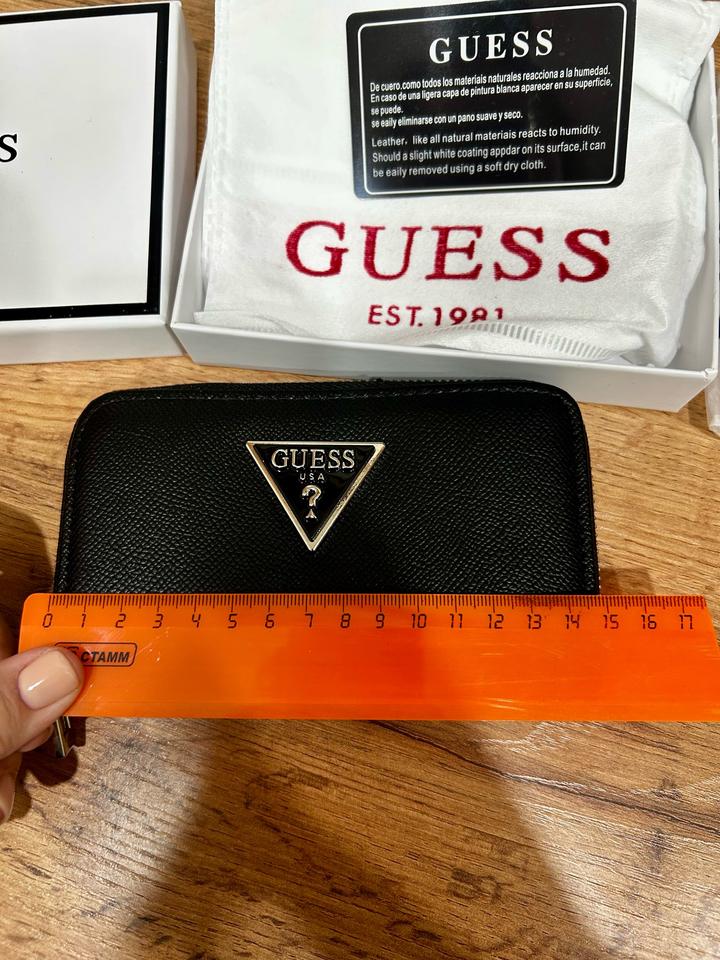 S
GUESS
De cuero.como todos los materiais naturales reacciona a la humedad.
En caso de una ligera capa de pintura blanca aparecer en su superficie,
se puede.
se eaily eliminarse con un pano suave y seco.
Leather, like all natural materiais reacts to humidity.
Should a slight white coating appdar on its surface,it can
be easily removed using a soft dry cloth.
GUESS
EST.1981
GUESS
USA
?
0 1 2 3 4 5 6 7 8 9 10 11 12 13 14 15 16 17
СТАММ